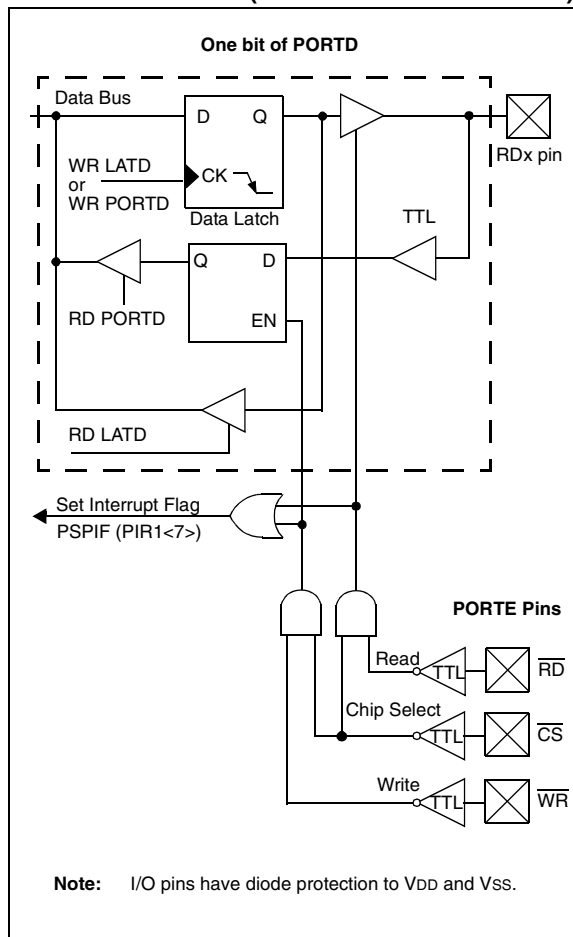 One bit of PORTD
Data Bus
D Q
RDx pin
WR LATD
or
WR PORTD
CK
Data Latch
TTL
Q D
EN
RD PORTD
RD LATD
Set Interrupt Flag
PSPIF (PIR1<7>)
PORTE Pins
Read
TTL
RD
Chip Select
TTL
CS
Write
TTL
WR
Note: I/O pins have diode protection to VDD and VSS.